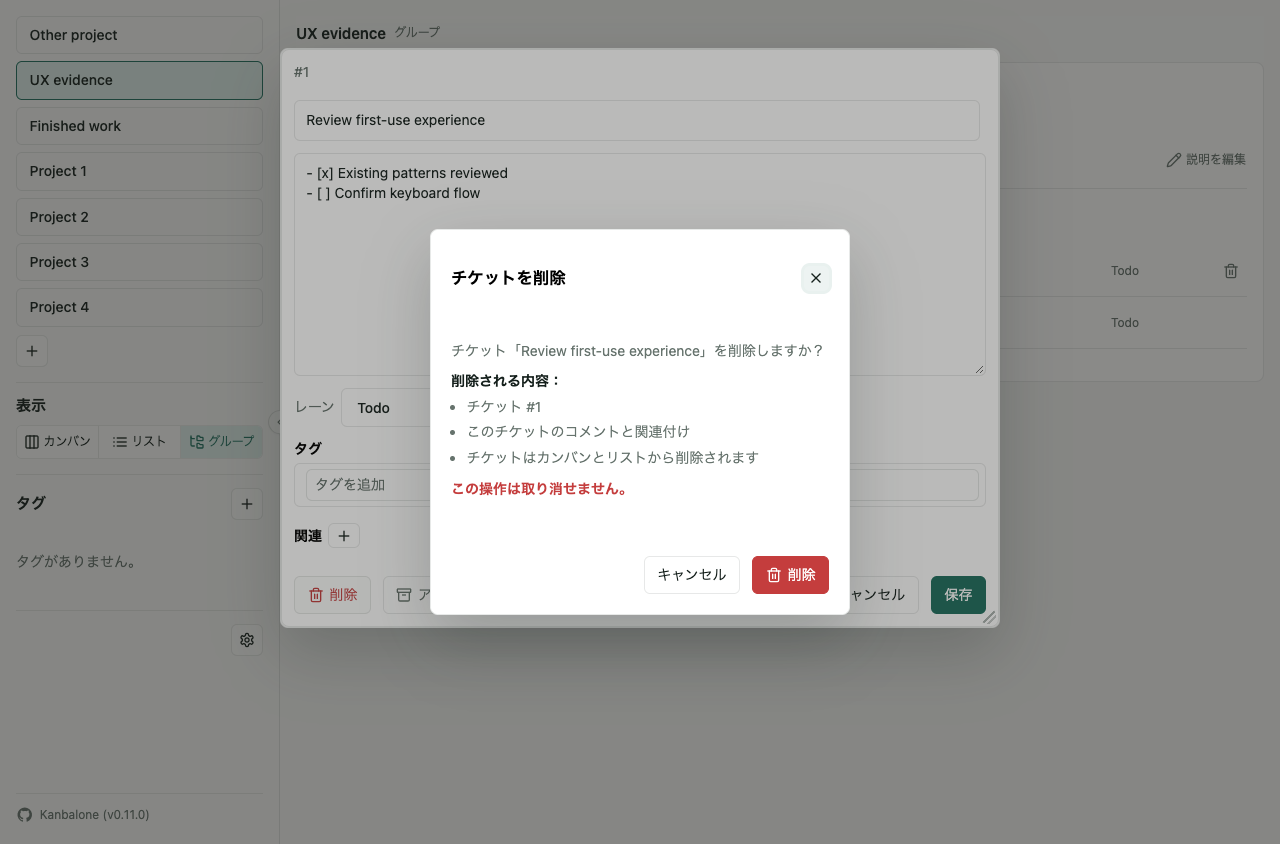 Other project
UX evidence
Finished work
Project 1
Project 2
Project 3
Project 4
表示
カンバン
リスト
グループ
タグ
タグがありません。
Kanbalone (v0.11.0)
UX evidence グループ
説明を編集
Todo
Todo
#1
Review first-use experience
- [x] Existing patterns reviewed
- [ ] Confirm keyboard flow
レーン Todo
タグ
タグを追加
関連
削除
保存
チケットを削除
チケット「Review first-use experience」を削除しますか？
削除される内容：
チケット #1
このチケットのコメントと関連付け
チケットはカンバンとリストから削除されます
この操作は取り消せません。
キャンセル
削除